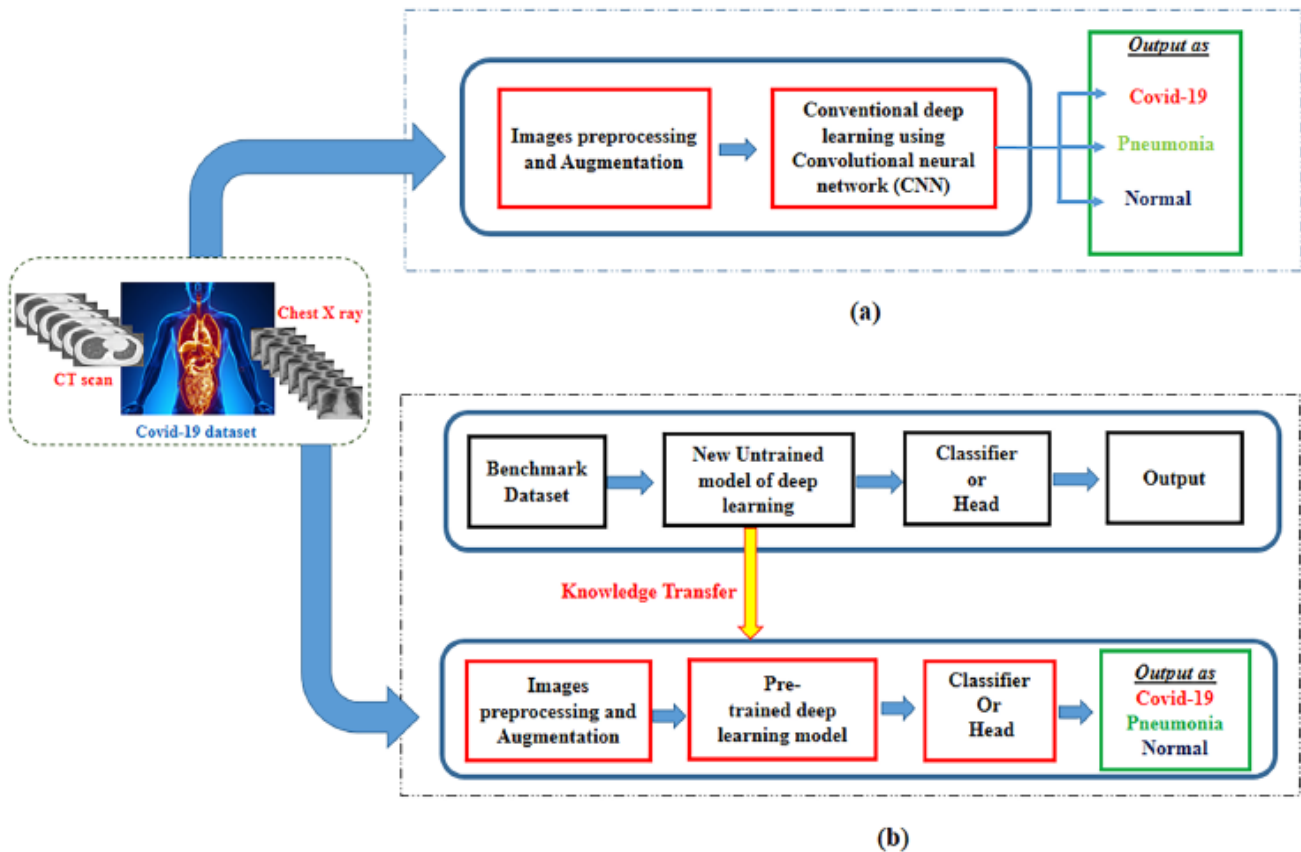 Images preprocessing
and Augmentation
Conventional deep
learning using
Convolutional neural
network (CNN)
Output as
Covid-19
Pneumonia
Normal
(a)
CT scan
Chest X ray
Covid-19 dataset
Benchmark
Dataset
New Untrained
model of deep
learning
Classifier
or
Head
Output
Knowledge Transfer
Images
preprocessing and
Augmentation
Pre-
trained deep
learning model
Classifier
Or
Head
Output as
Covid-19
Pneumonia
Normal
(b)